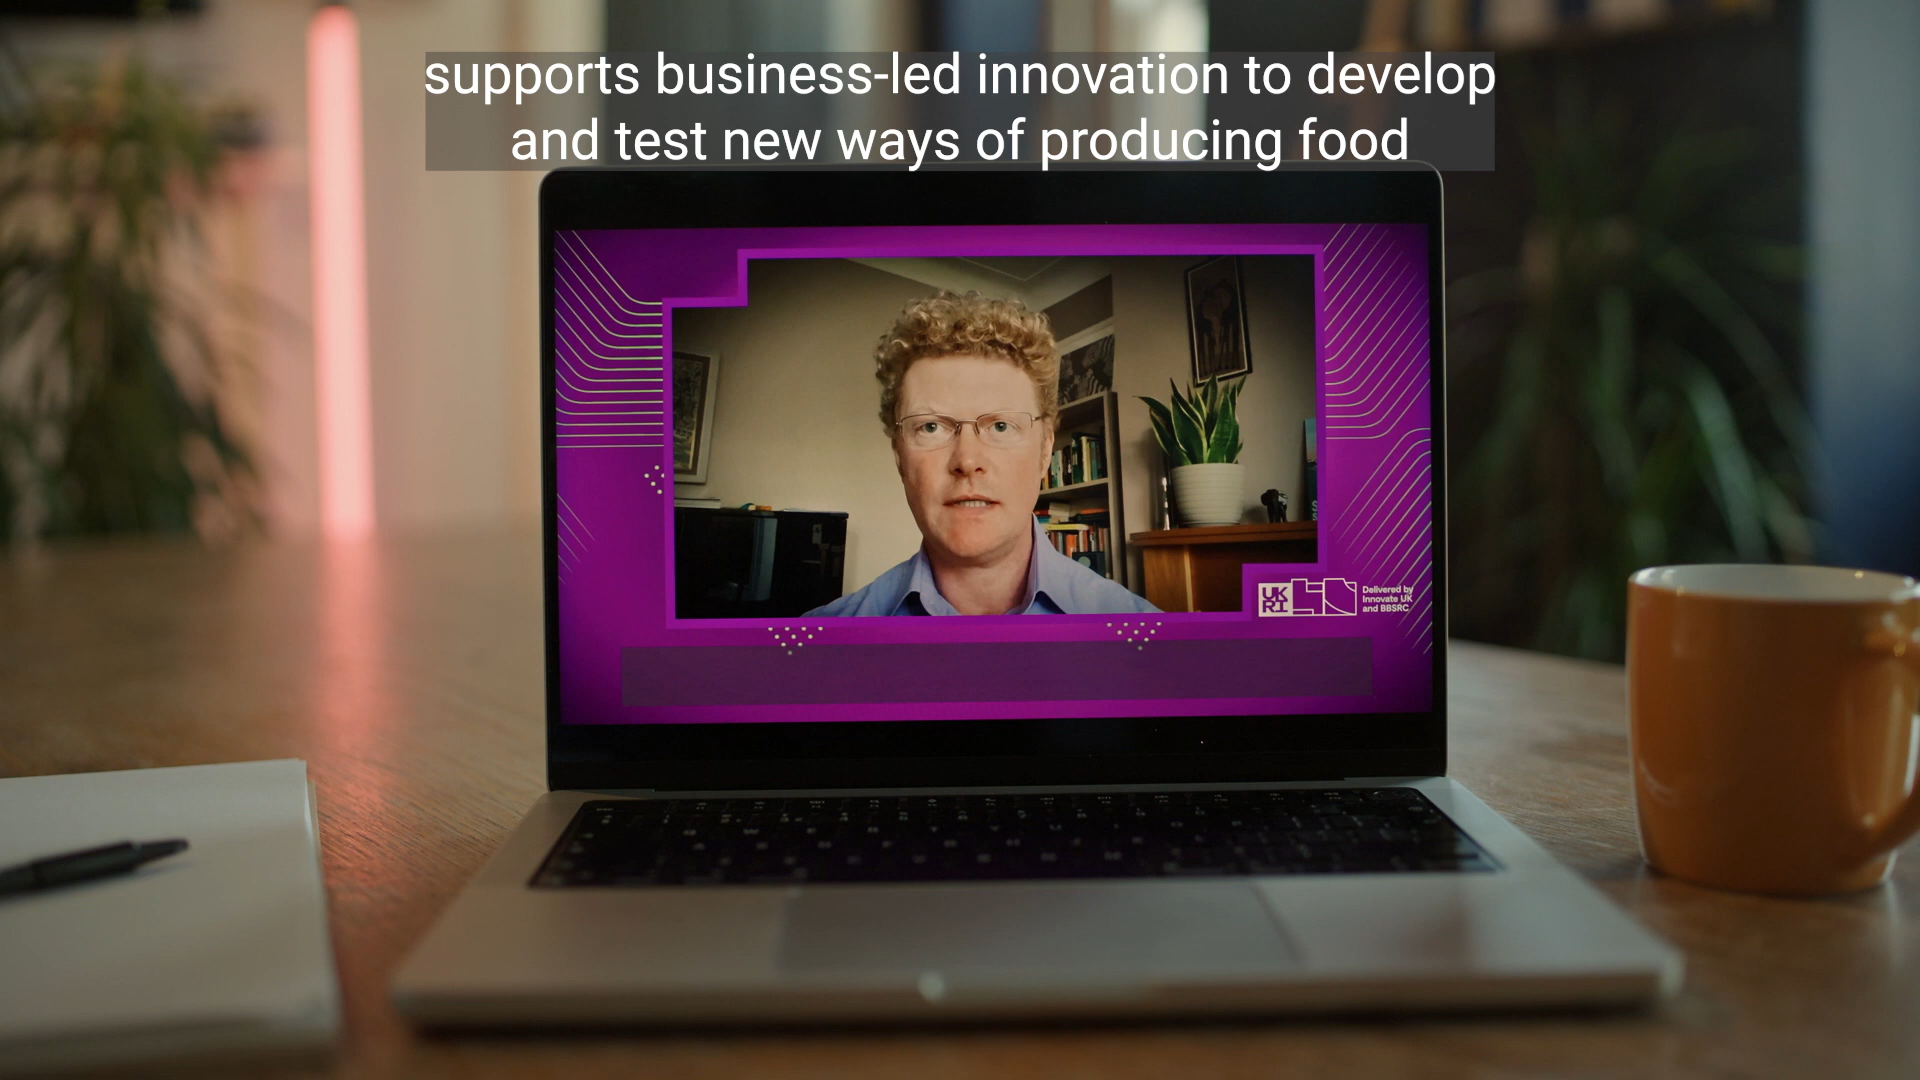 supports business-led innovation to develop
and test new ways of producing food
UK
RI
Delivered by
Innovate UK
and BBSRC